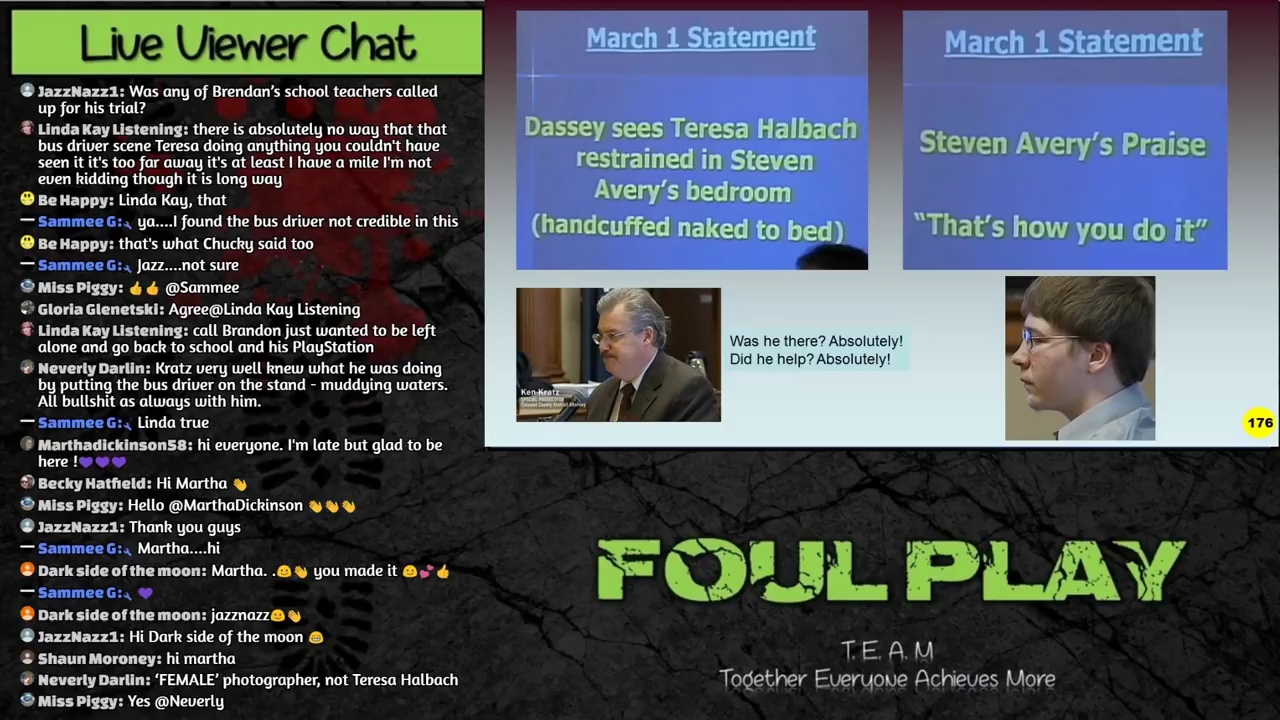 Live Viewer Chat
JazzNazz1: Was any of Brendan's school teachers called
up for his trial?
Linda Kay Listening: there is absolutely no way that that
bus driver scene Teresa doing anything you couldn't have
seen it it's too far away it's at least I have a mile I'm not
even kidding though it is long way
Be Happy: Linda Kay, that
Sammee G: ya....I found the bus driver not credible in this
Be Happy: that's what Chucky said too
Sammee G: Jazz....not sure
Miss Piggy: 👍👍 @Sammee
Gloria Glenetski: Agree@Linda Kay Listening
Linda Kay Listening: call Brandon just wanted to be left
alone and go back to school and his PlayStation
Neverly Darlin: Kratz very well knew what he was doing
by putting the bus driver on the stand - muddying waters.
All bullshit as always with him.
Sammee G: Linda true
Marthadickinson58: hi everyone. I'm late but glad to be
here !💜💜💜
Becky Hatfield: Hi Martha 👋
Miss Piggy: Hello @MarthaDickinson 👋👋👋
JazzNazz1: Thank you guys
Sammee G: Martha....hi
Dark side of the moon: Martha. .😀👋 you made it 😀💕👍
Sammee G: 💜
Dark side of the moon: jazznazz😀👋
JazzNazz1: Hi Dark side of the moon 😁
Shaun Moroney: hi martha
Neverly Darlin: 'FEMALE' photographer, not Teresa Halbach
Miss Piggy: Yes @Neverly
March 1 Statement
Dassey sees Teresa Halbach
restrained in Steven
Avery's bedroom
(handcuffed naked to bed)
March 1 Statement
Steven Avery's Praise
"That's how you do it"
Ken Kratz
Was he there? Absolutely!
Did he help? Absolutely!
176
FOUL PLAY
T.E.A.M
Together Everyone Achieves More